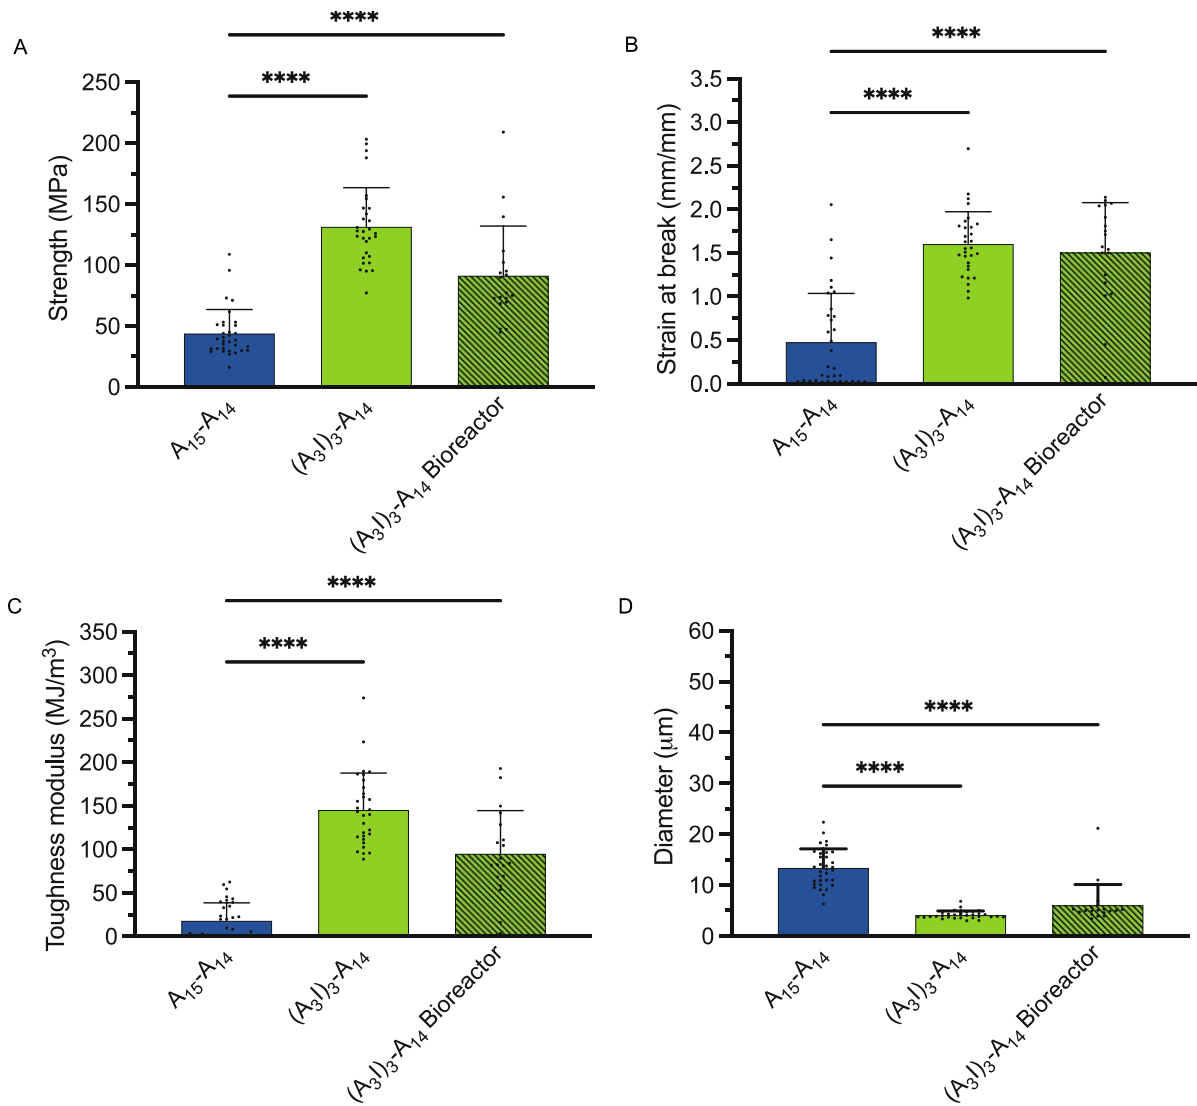 A
****
****
Strength (MPa)
250
200
150
100
50
0
A₁₅-A₁₄
(A₃I)₃-A₁₄
(A₃I)₃-A₁₄ Bioreactor
B
****
****
Strain at break (mm/mm)
3.5
3.0
2.5
2.0
1.5
1.0
0.5
0.0
A₁₅-A₁₄
(A₃I)₃-A₁₄
(A₃I)₃-A₁₄ Bioreactor
C
****
****
Toughness modulus (MJ/m³)
350
300
250
200
150
100
50
0
A₁₅-A₁₄
(A₃I)₃-A₁₄
(A₃I)₃-A₁₄ Bioreactor
D
****
****
Diameter (μm)
60
50
40
30
20
10
0
A₁₅-A₁₄
(A₃I)₃-A₁₄
(A₃I)₃-A₁₄ Bioreactor